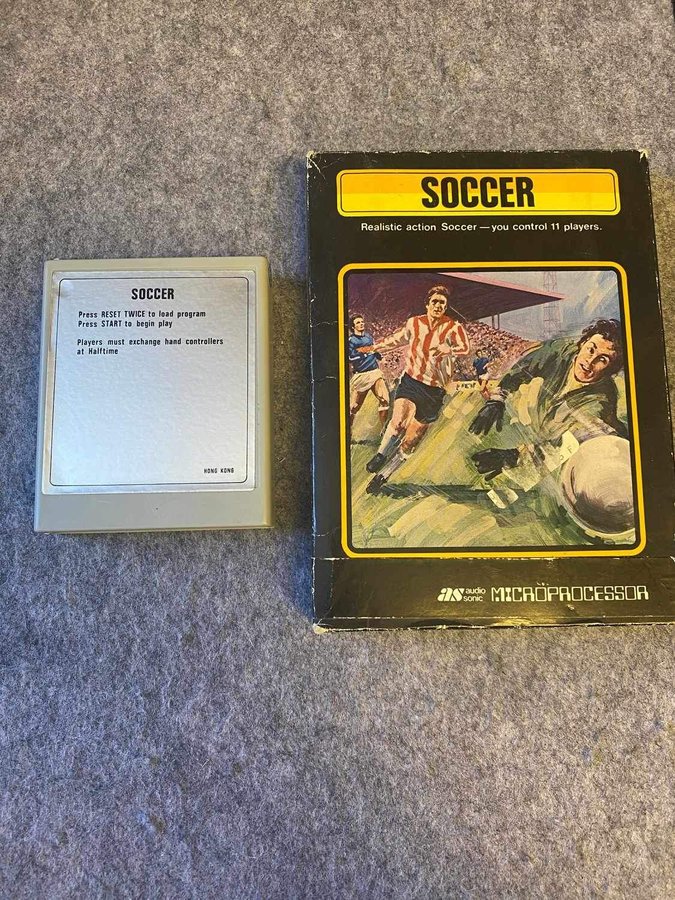 SOCCER
Press RESET TWICE to load program
Press START to begin play
Players must exchange hand controllers
at Halftime
HONG KONG
SOCCER
Realistic action Soccer — you control 11 players.
as audio
sonic
MICROPROCESSOR